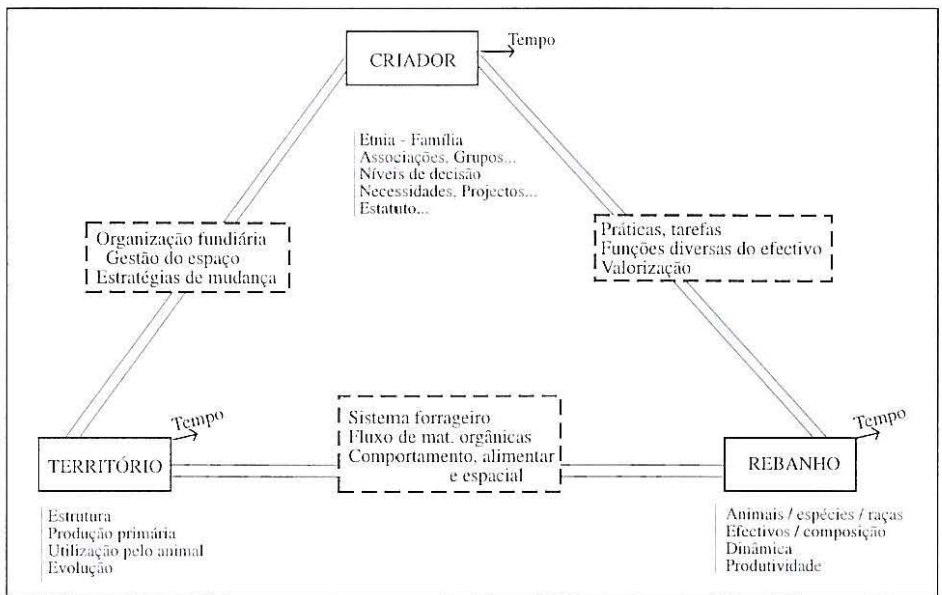 CRIADOR
Tempo
Etnia - Família
Associações, Grupos...
Níveis de decisão
Necessidades, Projectos...
Estatuto...
Organização fundiária
Gestão do espaço
Estratégias de mudança
Práticas, tarefas
Funções diversas do efectivo
Valorização
Tempo
TERRITÓRIO
Sistema forrageiro
Fluxo de mat. orgânicas
Comportamento, alimentar
e espacial
Tempo
REBANHO
Estrutura
Produção primária
Utilização pelo animal
Evolução
Animais / espécies / raças
Efectivos / composição
Dinâmica
Produtividade